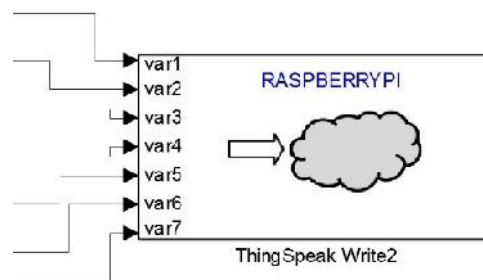 var1
var2
var3
var4
var5
var6
var7
RASPBERRYPI
ThingSpeak Write2